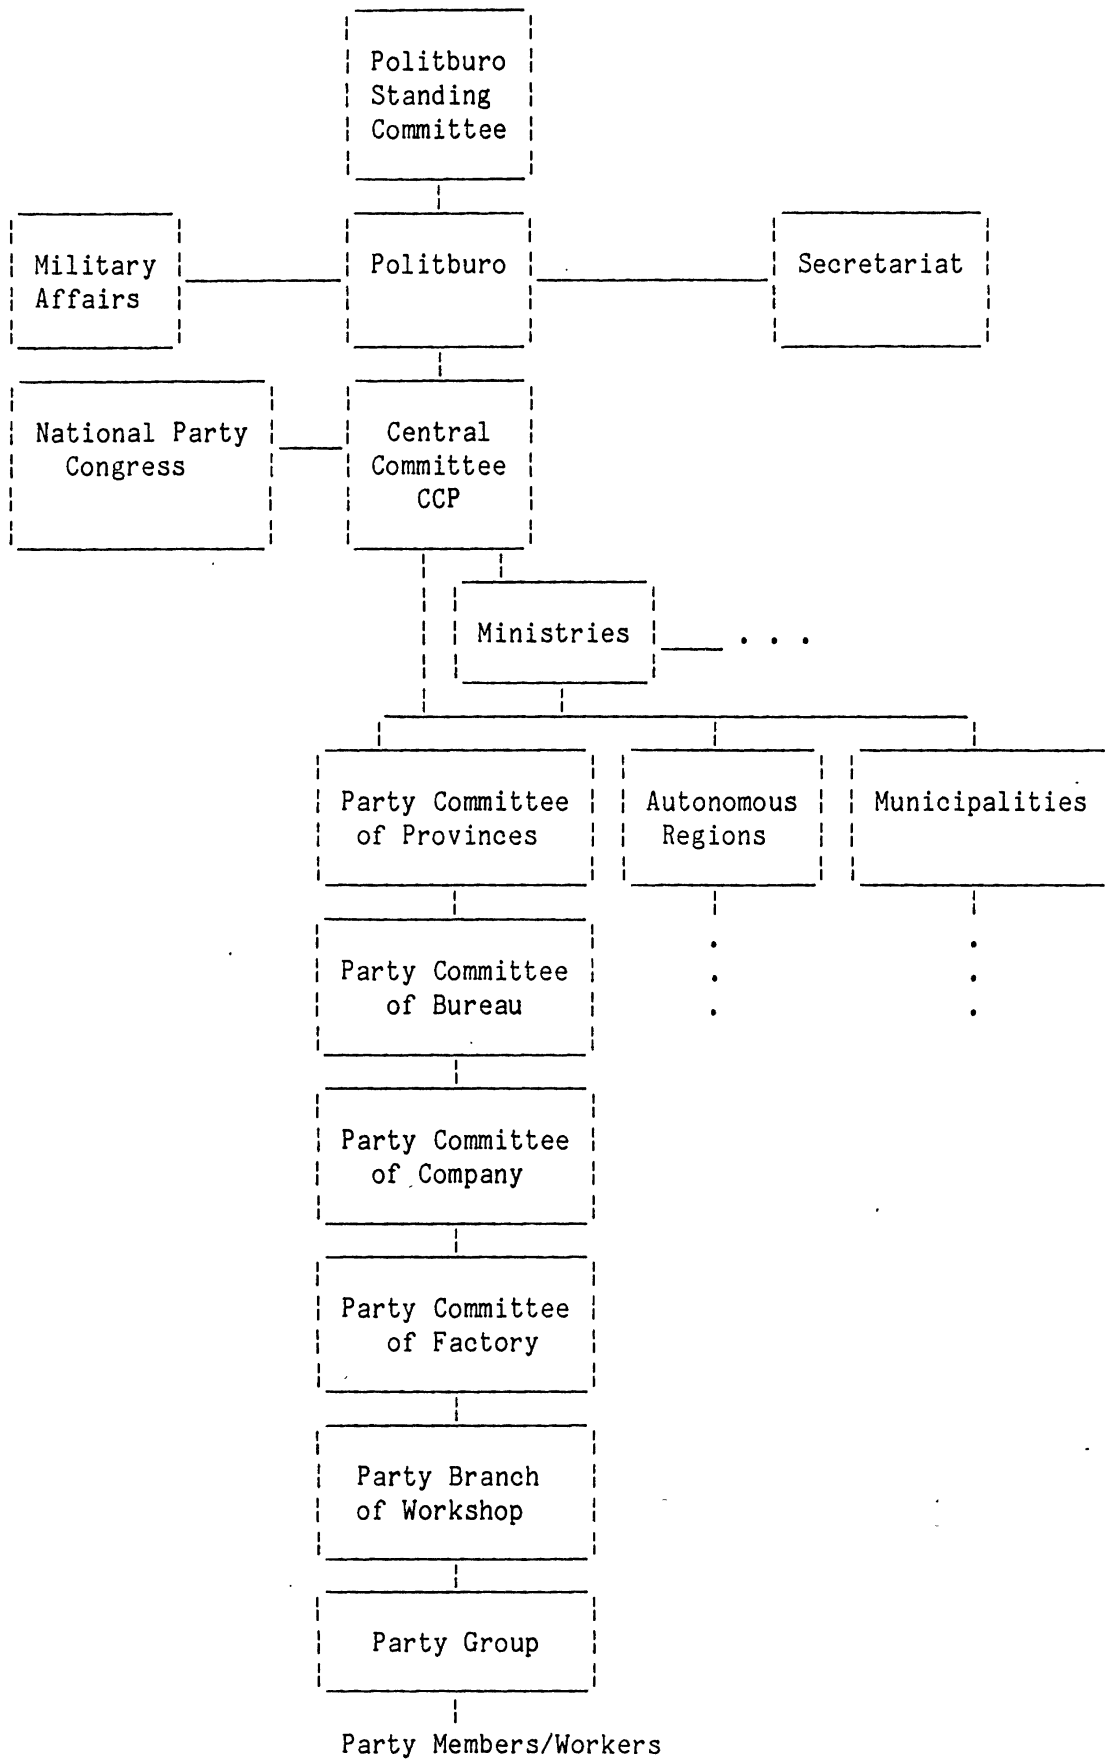 Politburo
Standing
Committee
Military
Affairs
Politburo
Secretariat
National Party
Congress
Central
Committee
CCP
Ministries
. . .
Party Committee
of Provinces
Autonomous
Regions
Municipalities
Party Committee
of Bureau
Party Committee
of Company
Party Committee
of Factory
Party Branch
of Workshop
Party Group
Party Members/Workers